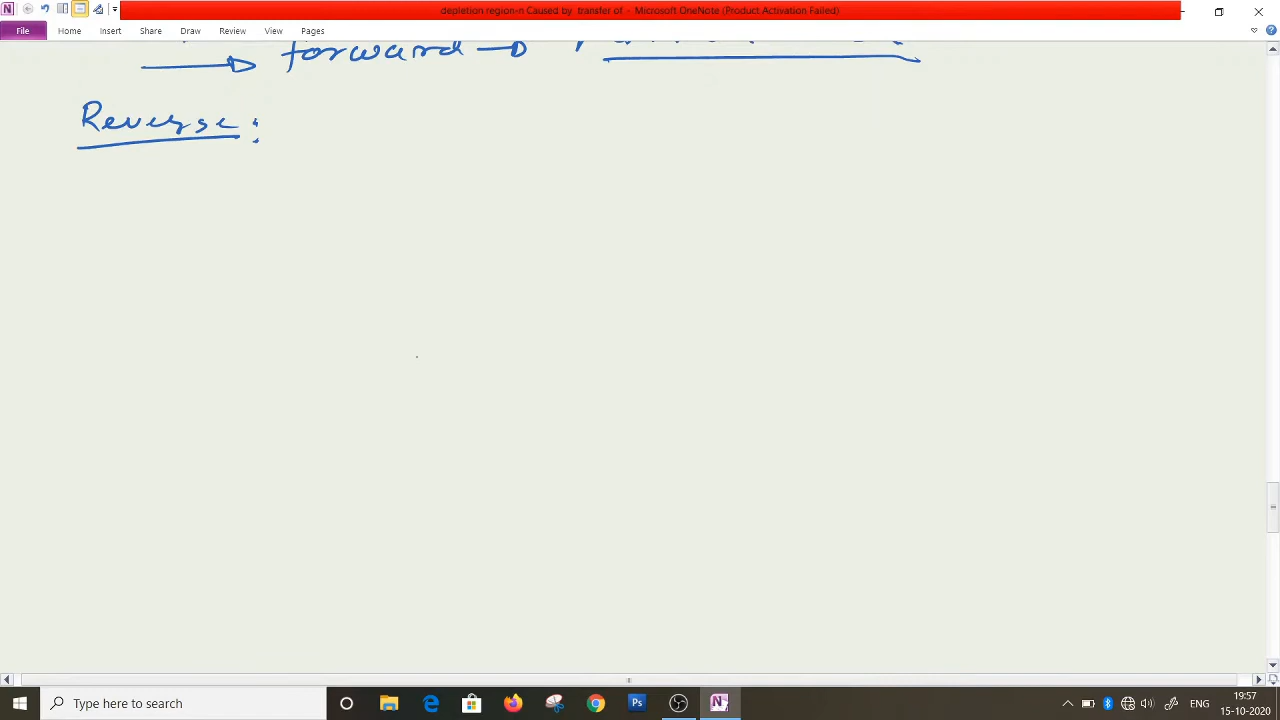 depletion region-n Caused by transfer of - Microsoft OneNote (Product Activation Failed)
File Home Insert Share Draw Review View Pages
forward
Reverse :
Type here to search
ENG
19:57
15-10-2020